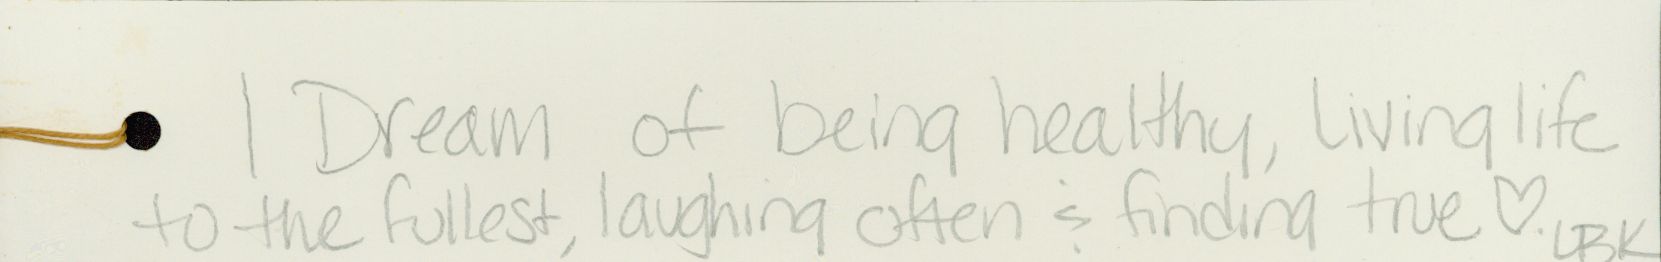 I Dream of being healthy, living life
to the fullest, laughing often & finding true ♡. LBK